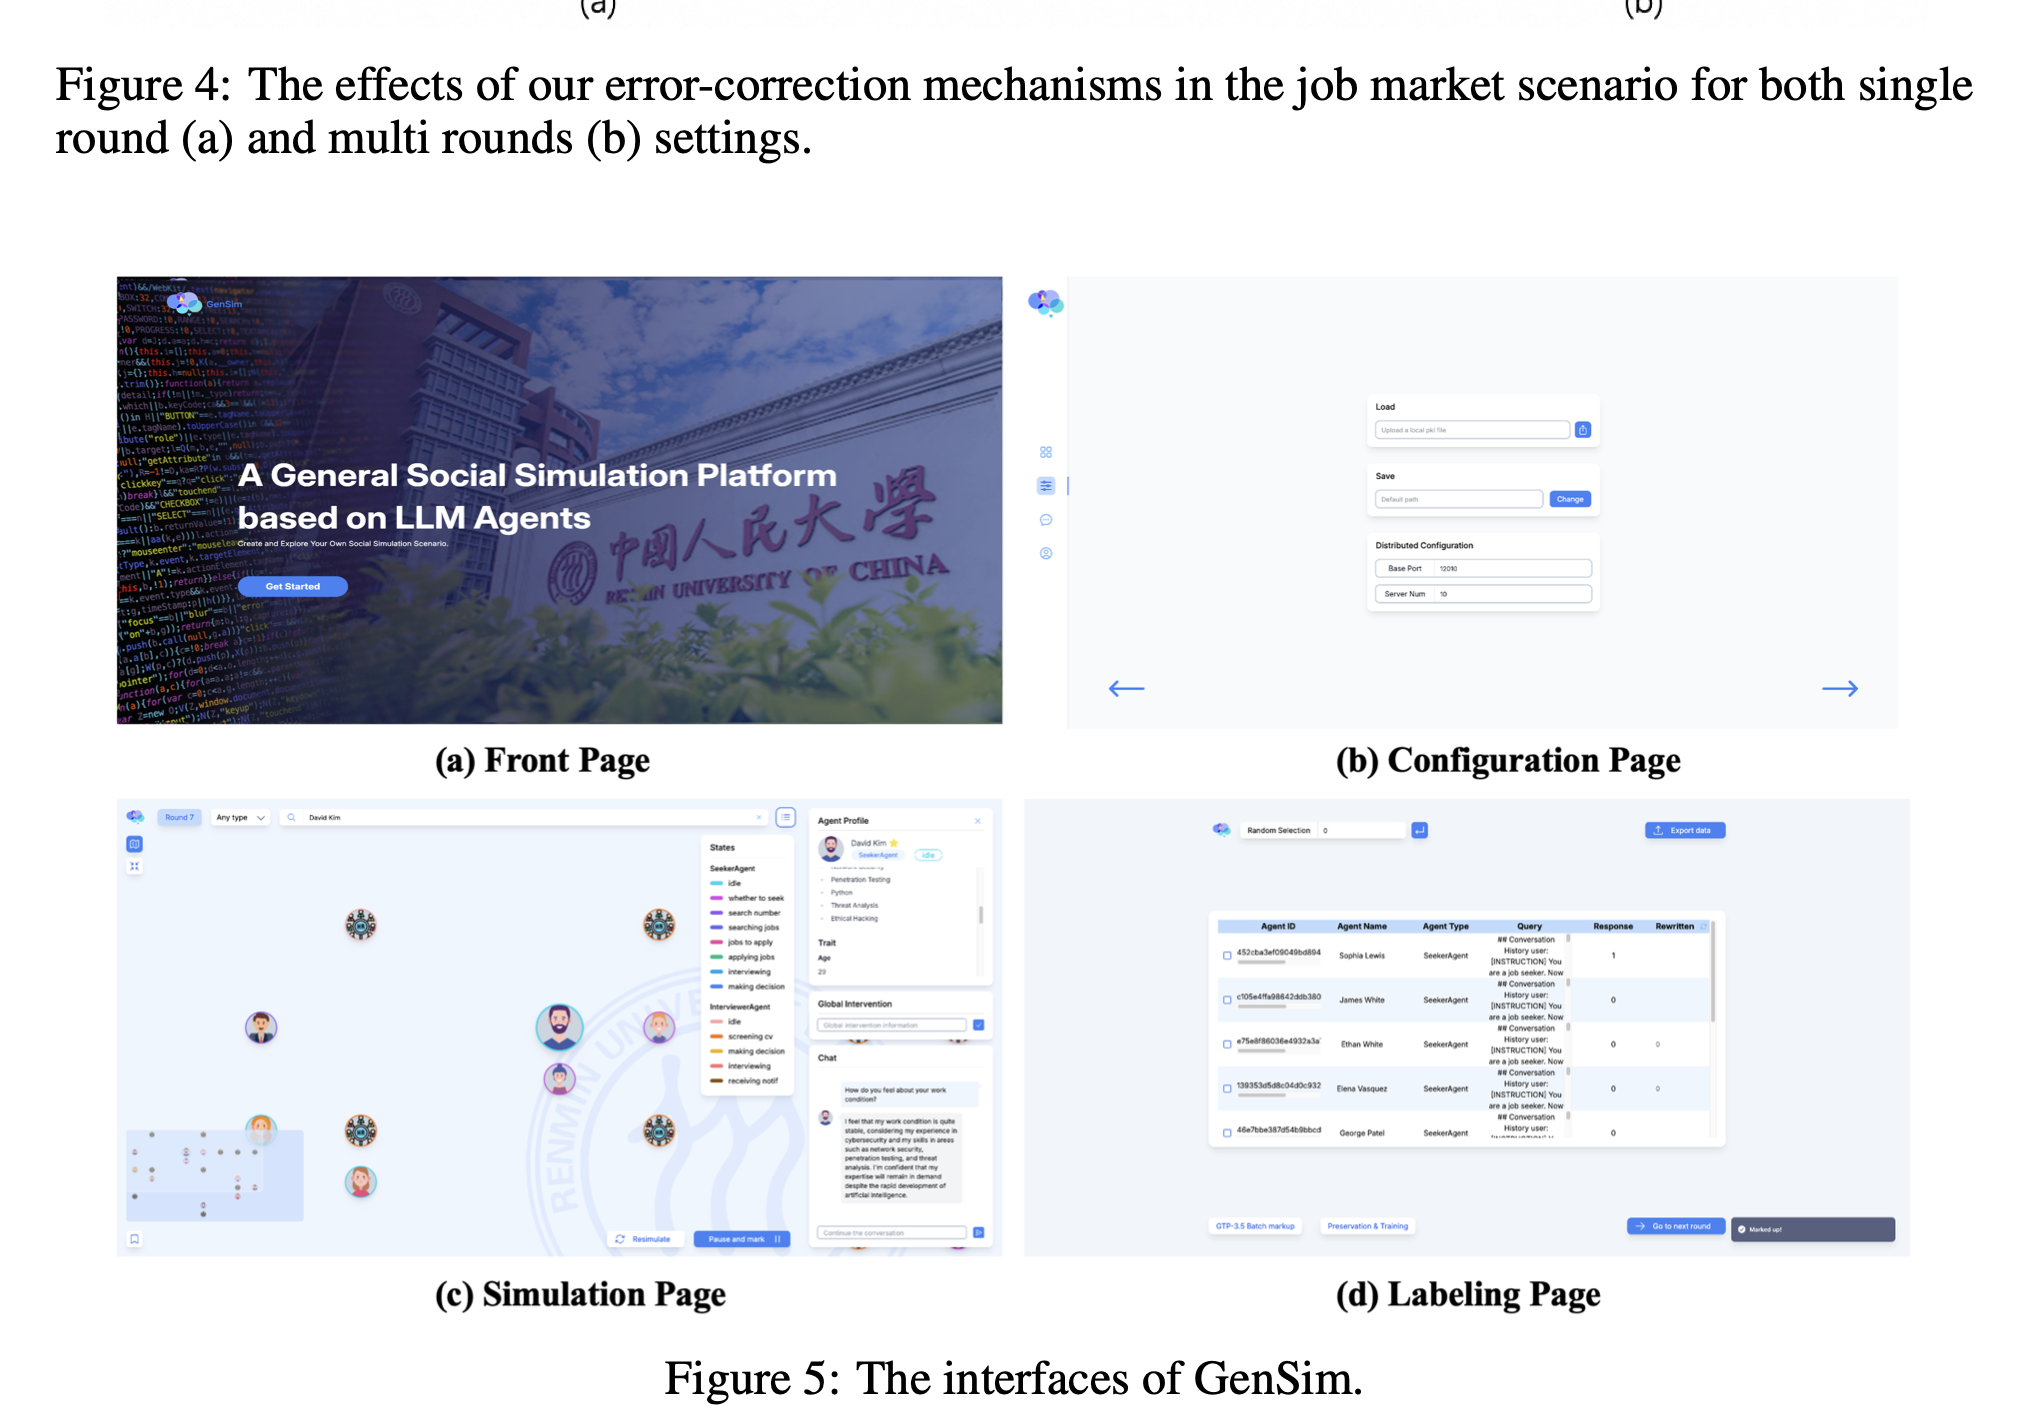 (a) (b)
Figure 4: The effects of our error-correction mechanisms in the job market scenario for both single
round (a) and multi rounds (b) settings.
GenSim
A General Social Simulation Platform
based on LLM Agents
Create and Explore Your Own Social Simulation Scenario.
Get Started
中国人民大学
UNIVERSITY OF CHINA
(a) Front Page
Load
Upload a local pkl file
Save
Default path
Change
Distributed Configuration
Base Port 12010
Server Num 10
(b) Configuration Page
Round 7
Any type
David Kim
States
SeekerAgent
idle
whether to seek
search number
searching jobs
jobs to apply
applying jobs
interviewing
making decision
InterviewerAgent
idle
screening cv
making decision
interviewing
receiving notif
Agent Profile
David Kim
SeekerAgent idle
Penetration Testing
Python
Threat Analysis
Ethical Hacking
Trait
Age
29
Global Intervention
Global intervention information
Chat
How do you feel about your work
condition?
I feel that my work condition is quite
stable, considering my experience in
cybersecurity and my skills in areas
such as network security,
penetration testing, and threat
analysis. I'm confident that my
expertise will remain in demand
despite the rapid development of
artificial intelligence.
Continue the conversation
RENMIN UNIVE
Resimulate
Pause and mark
(c) Simulation Page
Random Selection 0
Export data
Agent ID Agent Name Agent Type Query Response Rewritten
452cba3ef09049bd894 Sophia Lewis SeekerAgent ## Conversation
History user:
[INSTRUCTION] You
are a job seeker. Now
1
c105e4ffa98642ddb380 James White SeekerAgent ## Conversation
History user:
[INSTRUCTION] You
are a job seeker. Now
0
e75e8f86036e4932a3a Ethan White SeekerAgent ## Conversation
History user:
[INSTRUCTION] You
are a job seeker. Now
0 0
139353d5d8c04d0c932 Elena Vasquez SeekerAgent ## Conversation
History user:
[INSTRUCTION] You
are a job seeker. Now
0 0
46e7bbe387d54b9bbcd George Patel SeekerAgent ## Conversation
History user:
0
GTP-3.5 Batch markup
Preservation & Training
Go to next round
Marked up!
(d) Labeling Page
Figure 5: The interfaces of GenSim.